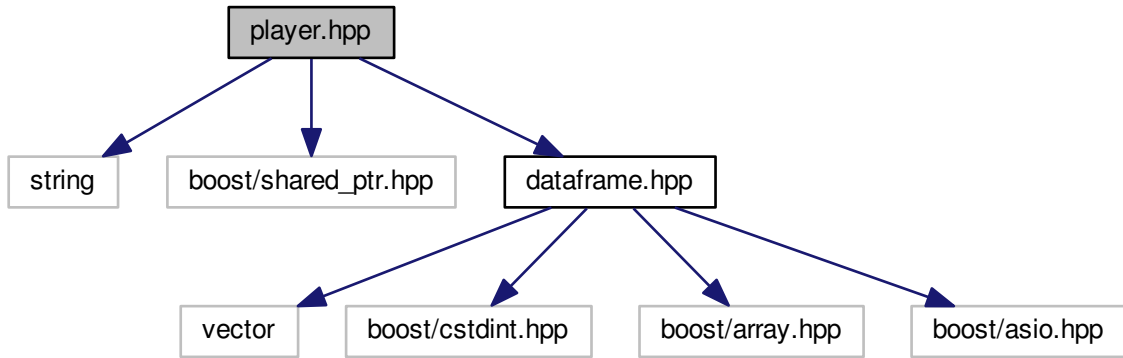 player.hpp
string
boost/shared_ptr.hpp
dataframe.hpp
vector
boost/cstdint.hpp
boost/array.hpp
boost/asio.hpp